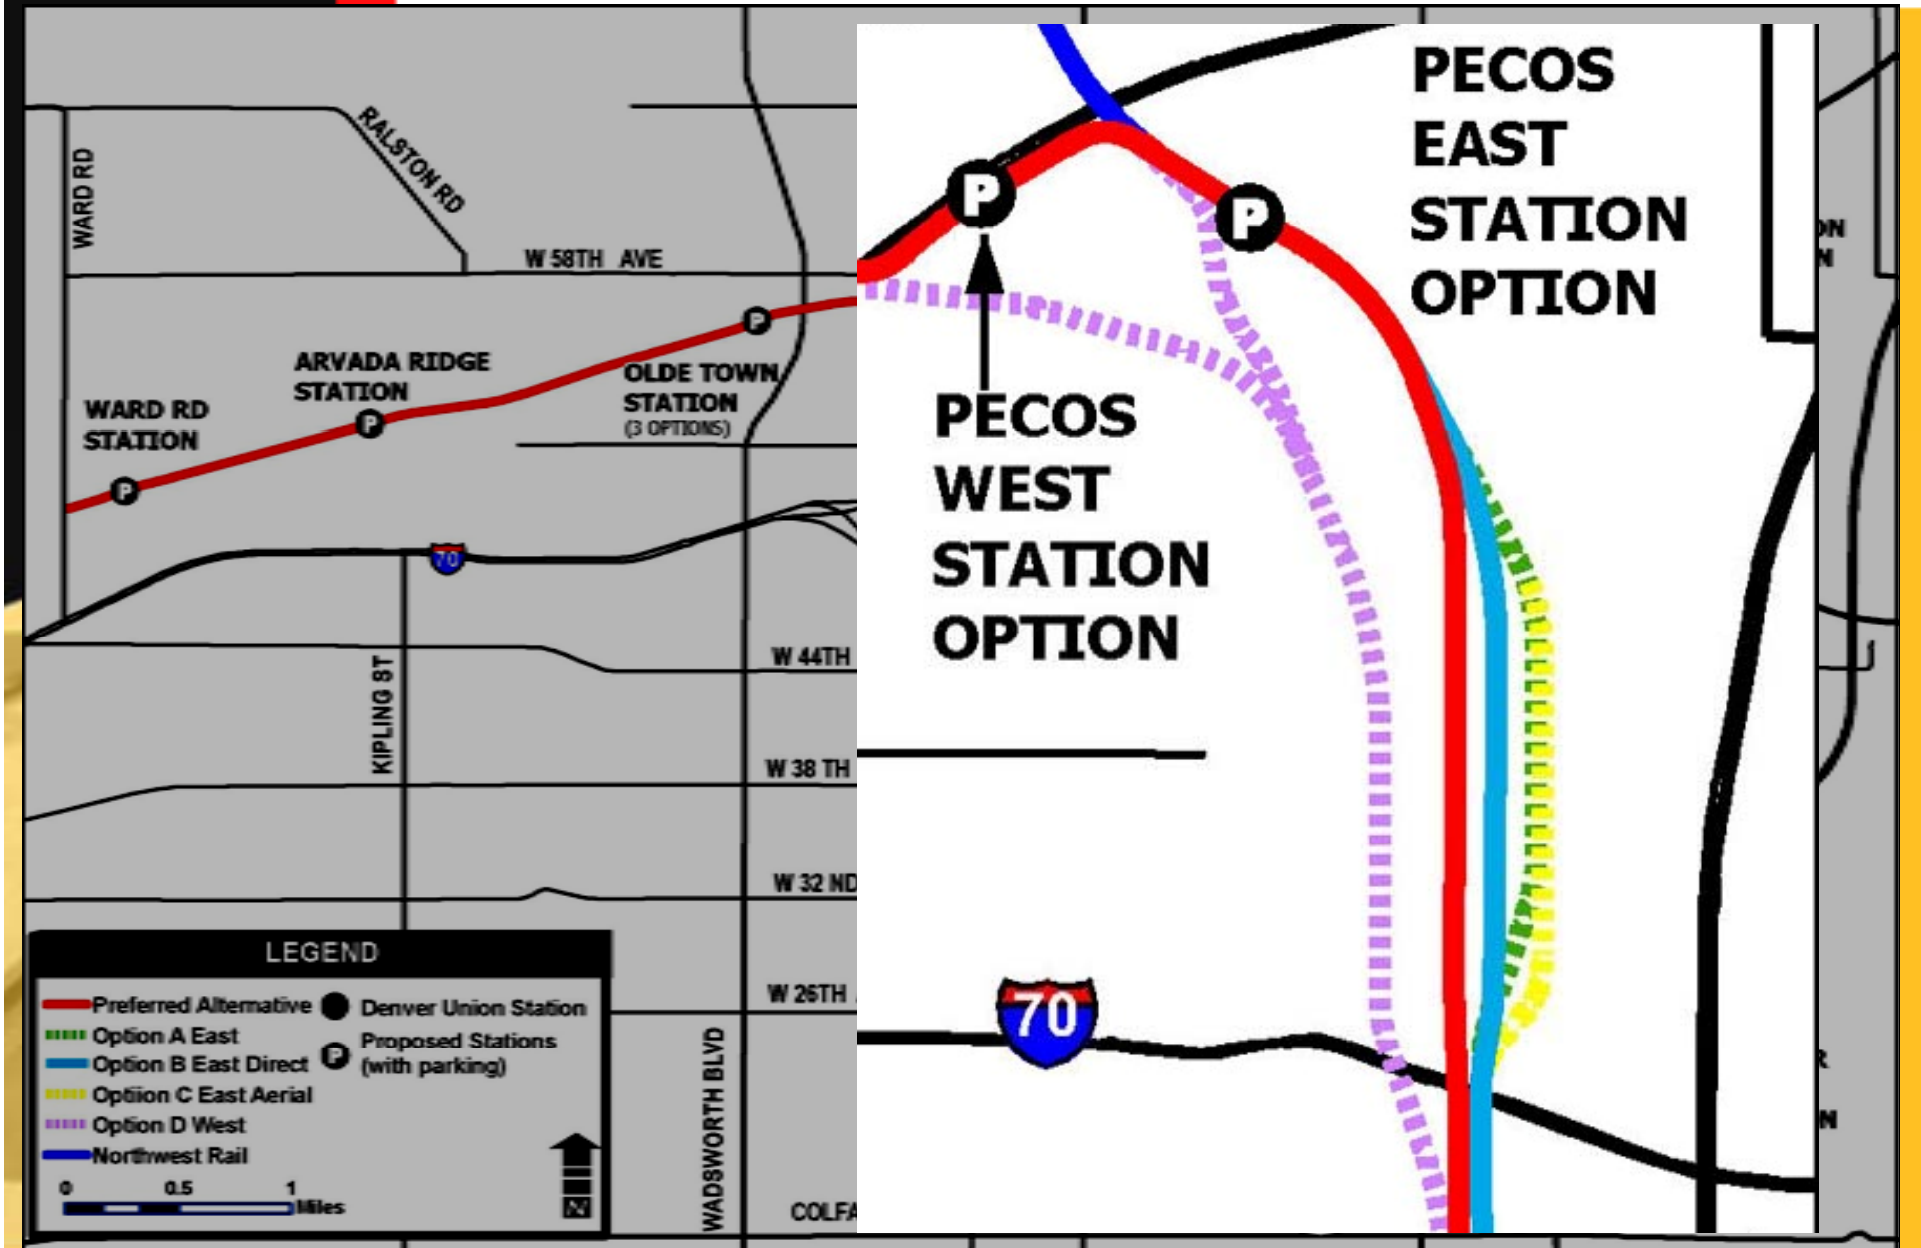 WARD RD
RALSTON RD
W 58TH AVE
ARVADA RIDGE
STATION
P
OLDE TOWN
STATION
(3 OPTIONS)
P
WARD RD
STATION
P
70
W 44TH
KIPLING ST
W 38 TH
W 32 ND
W 26TH
WADSWORTH BLVD
COLFA
PECOS
EAST
STATION
OPTION
P
P
PECOS
WEST
STATION
OPTION
70
N
LEGEND
Preferred Alternative
Option A East
Option B East Direct
Optiion C East Aerial
Option D West
Northwest Rail
Denver Union Station
P
Proposed Stations
(with parking)
0 0.5 1
Miles
N